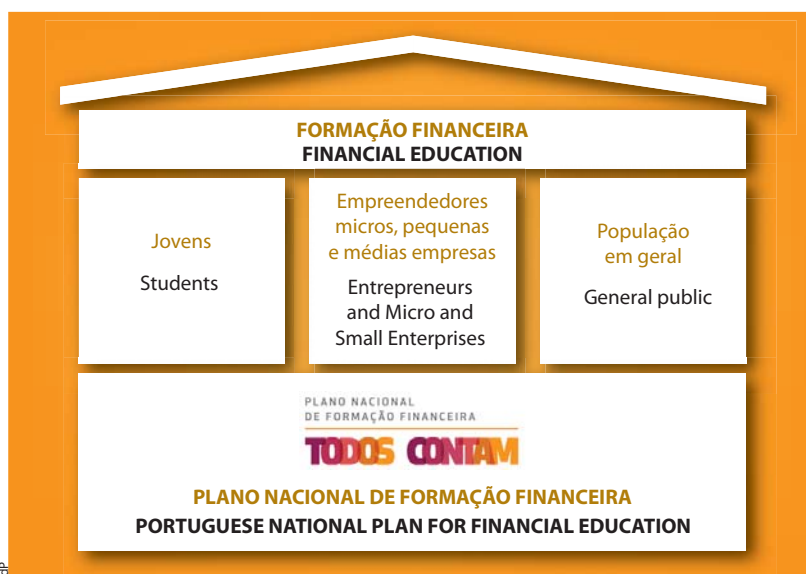 FORMAÇÃO FINANCEIRA
FINANCIAL EDUCATION
Jovens
Students
Empreendedores
micros, pequenas
e médias empresas
Entrepreneurs
and Micro and
Small Enterprises
População
em geral
General public
PLANO NACIONAL
DE FORMAÇÃO FINANCEIRA
TODOS CONTAM
PLANO NACIONAL DE FORMAÇÃO FINANCEIRA
PORTUGUESE NATIONAL PLAN FOR FINANCIAL EDUCATION